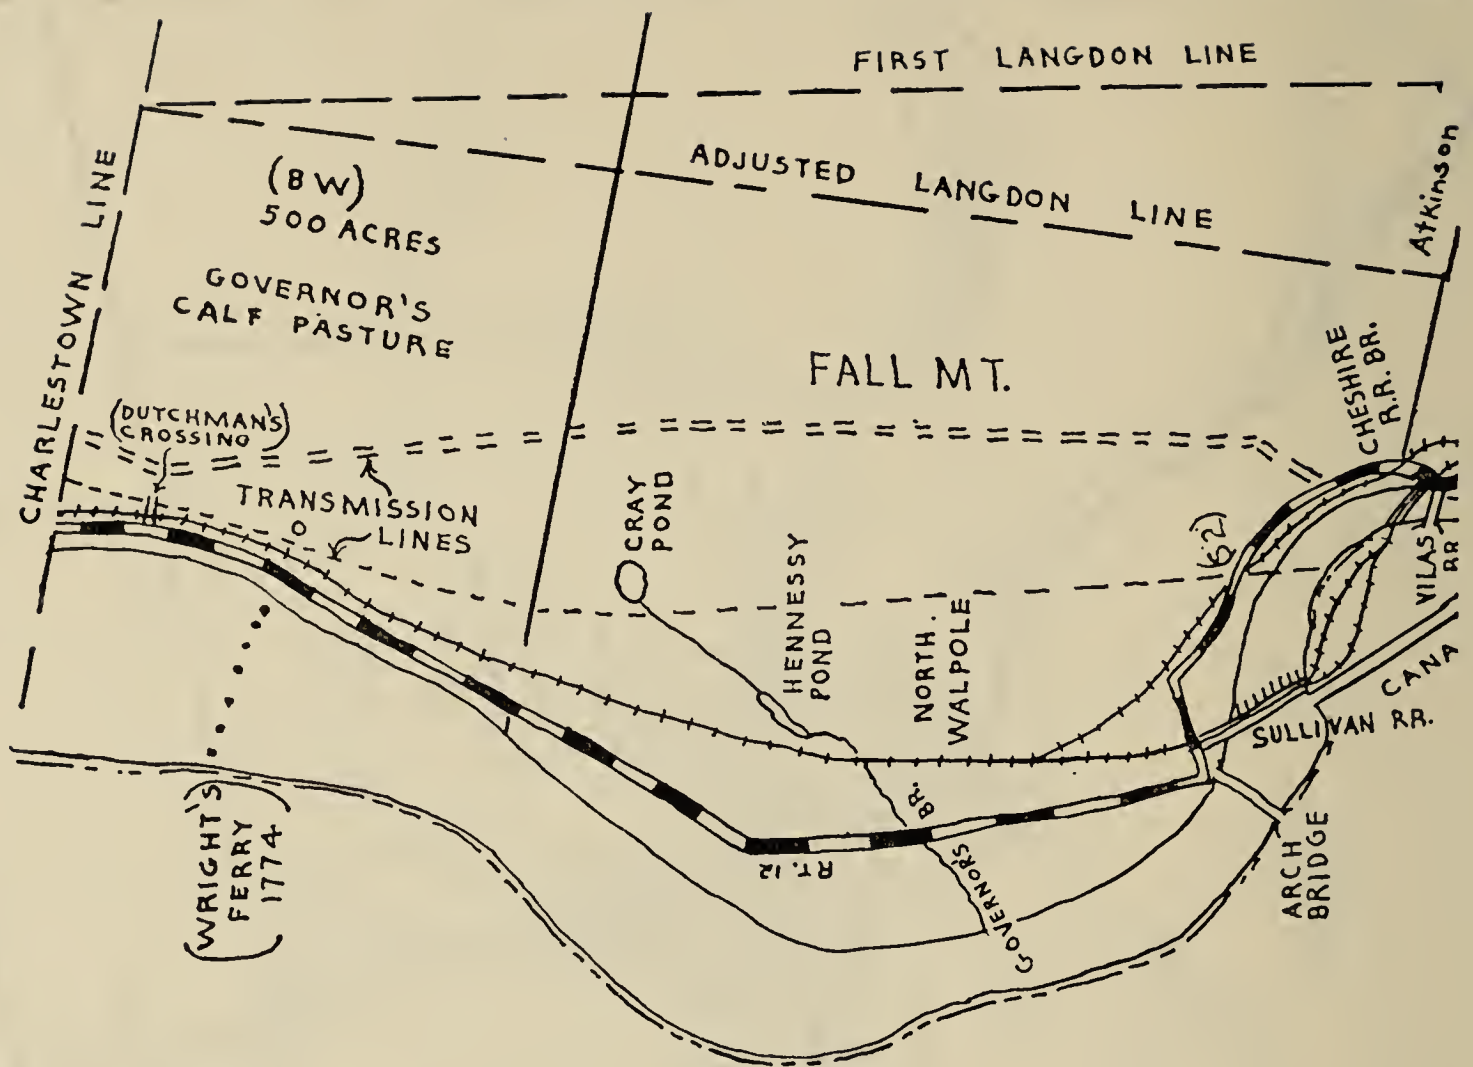 FIRST LANGDON LINE
ADJUSTED LANGDON LINE
Atkinson
CHARLESTOWN LINE
(BW)
500 ACRES
GOVERNOR'S
CALF PASTURE
FALL MT.
CHESHIRE
R.R. BR.
(DUTCHMAN'S
CROSSING)
TRANSMISSION
LINES
CRAY
POND
HENNESSY
POND
NORTH.
WALPOLE
(52)
VILAS
BR
CANA
SULLIVAN RR.
RT. 12
GOVERNOR'S BR.
ARCH
BRIDGE
(WRIGHT'S
FERRY
1774)